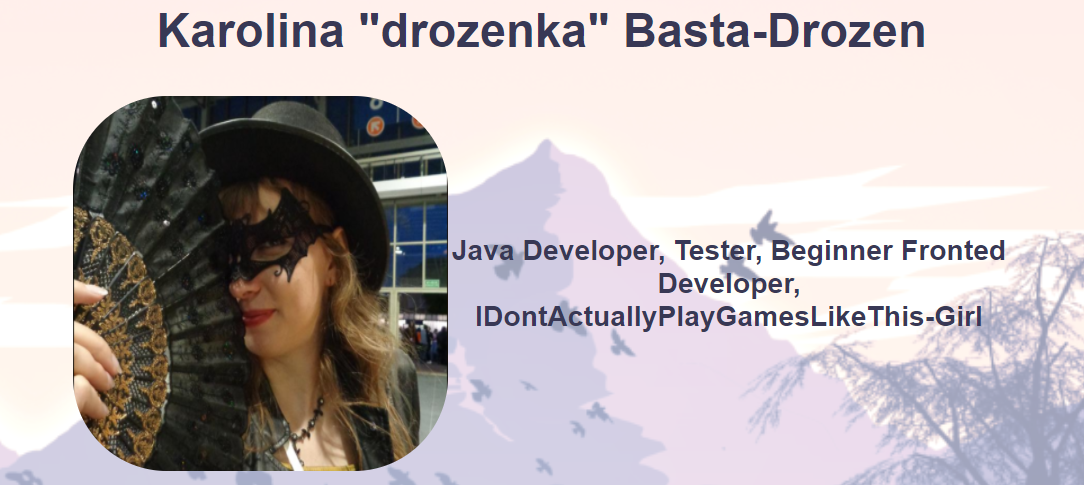 Karolina "drozenka" Basta-Drozen
Java Developer, Tester, Beginner Fronted
Developer,
IDontActuallyPlayGamesLikeThis-Girl